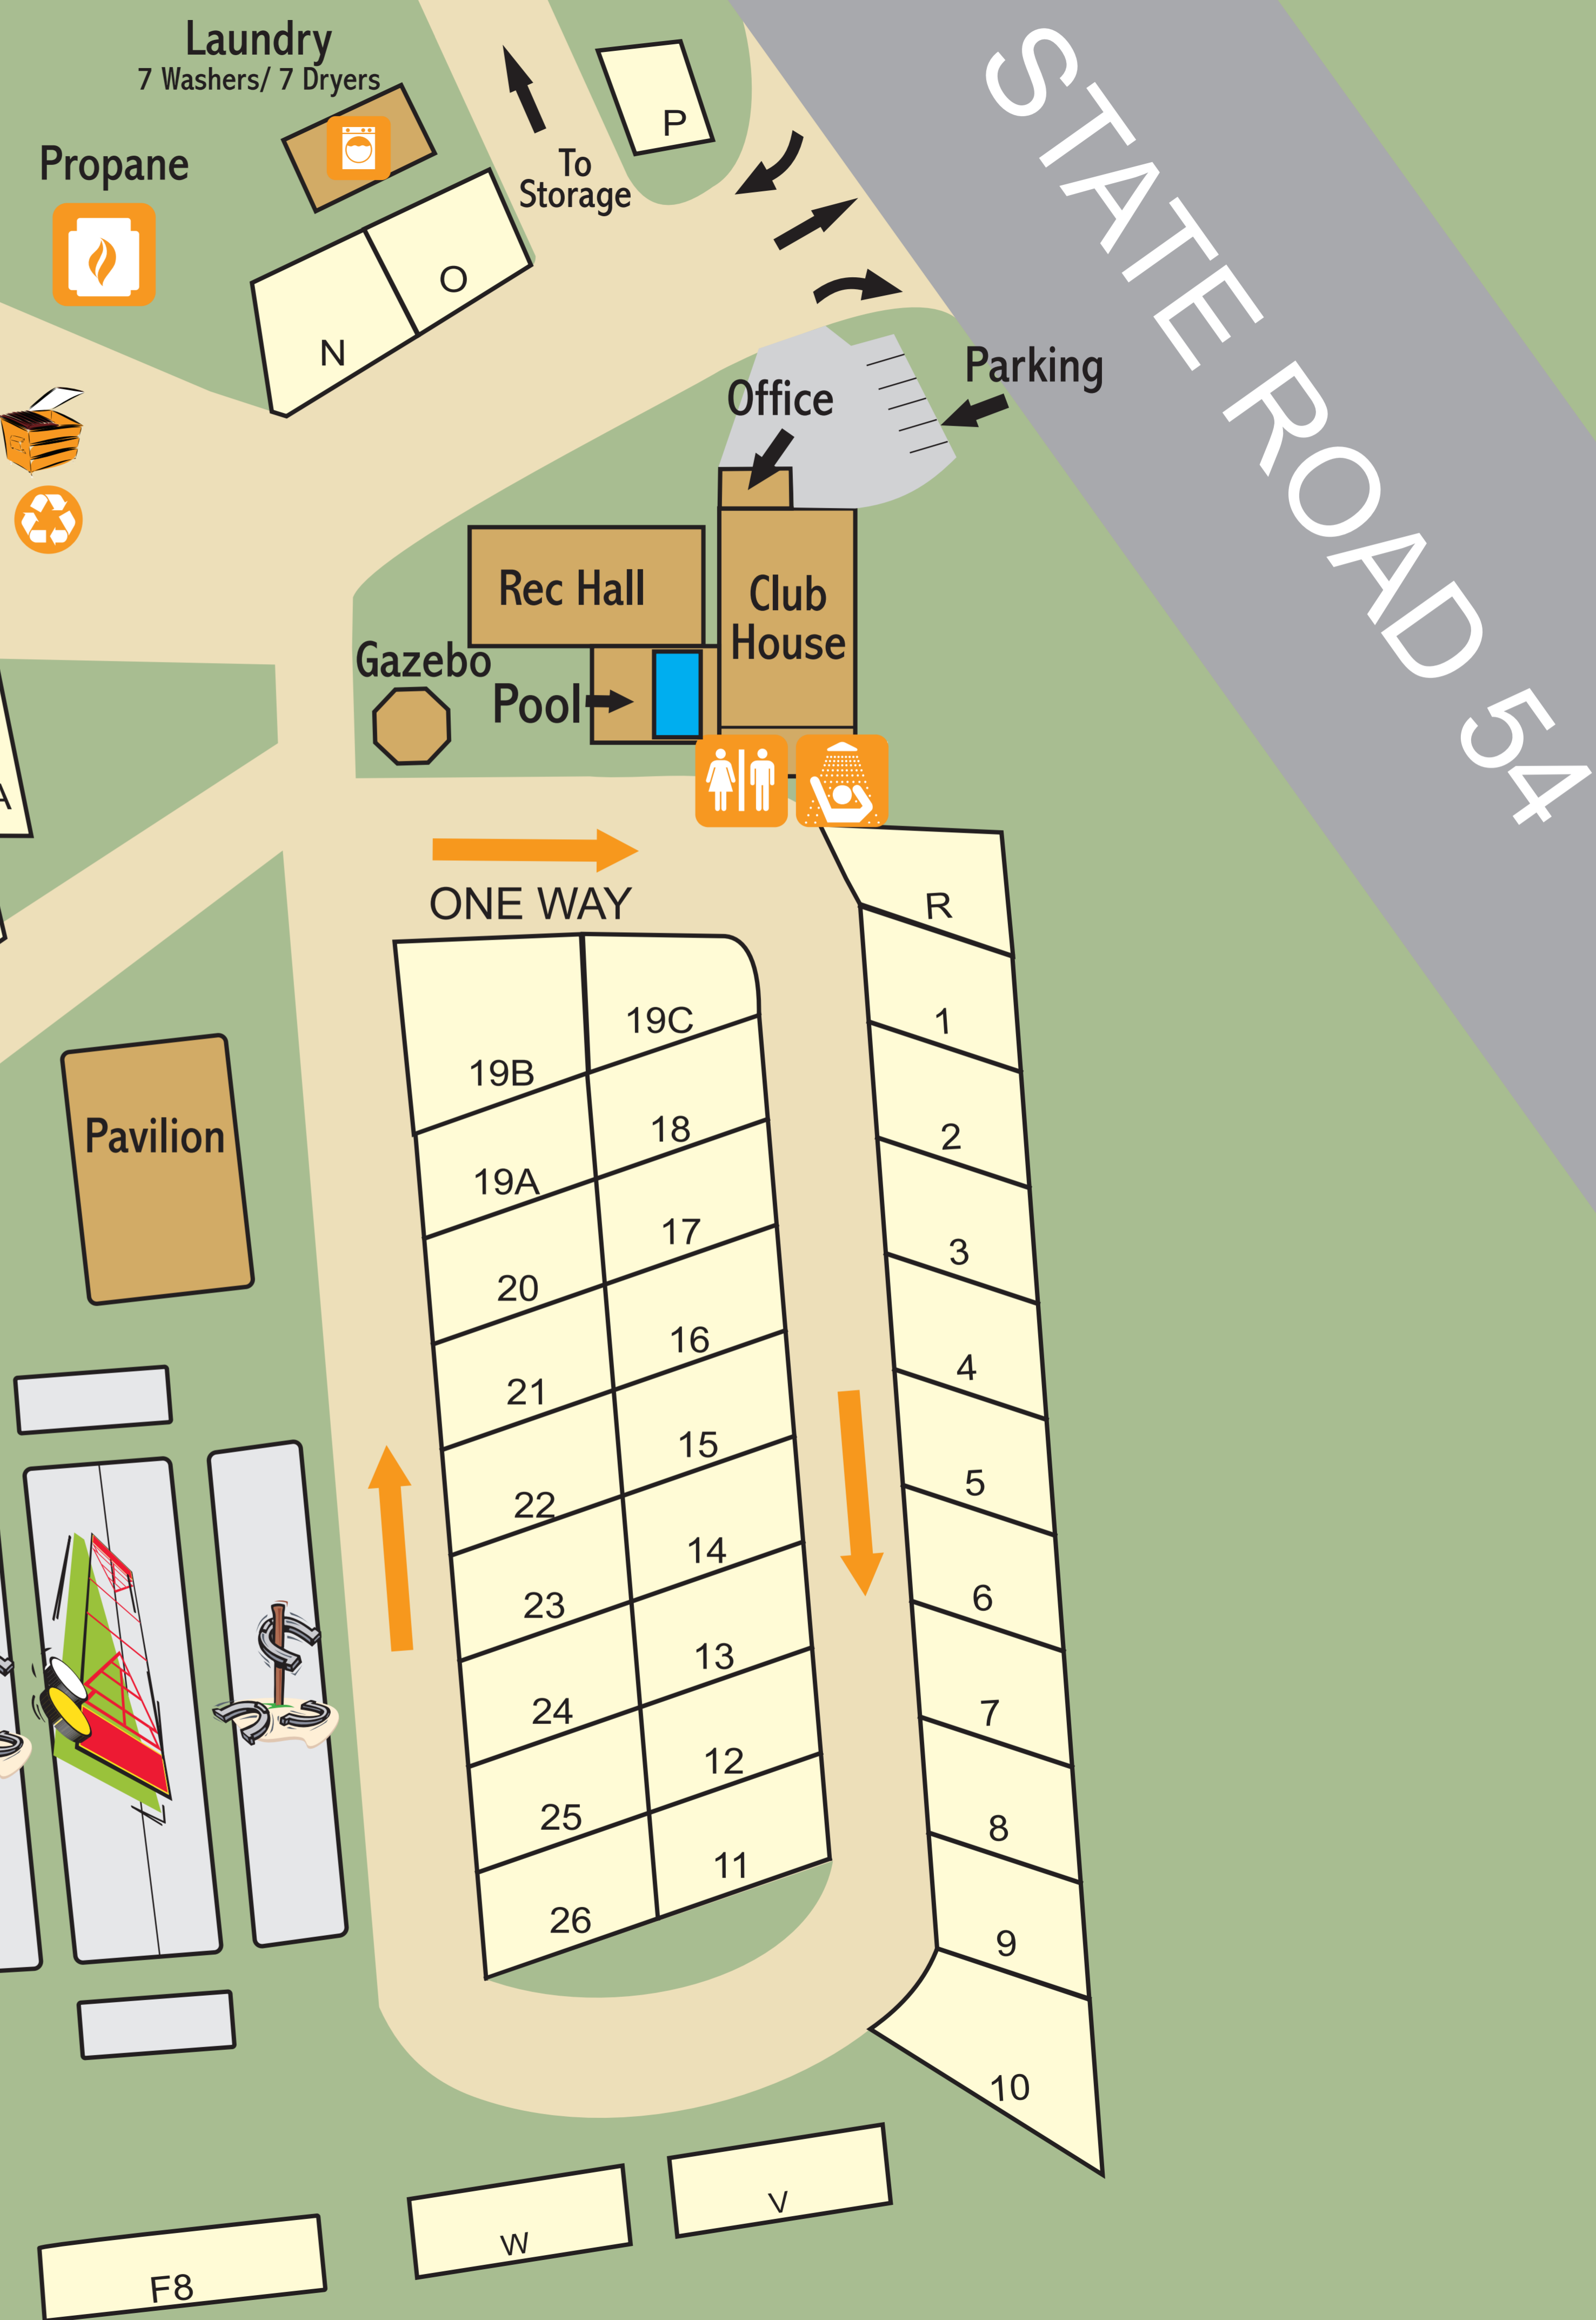 Laundry
7 Washers/ 7 Dryers
Propane
P
To
Storage
O
N
STATE ROAD 54
Parking
Office
Rec Hall
Club
House
Gazebo
Pool
A
ONE WAY
R
19C
1
19B
18
2
Pavilion
19A
17
3
20
16
4
21
15
5
22
14
6
23
13
7
24
12
8
25
11
9
26
10
V
W
F8